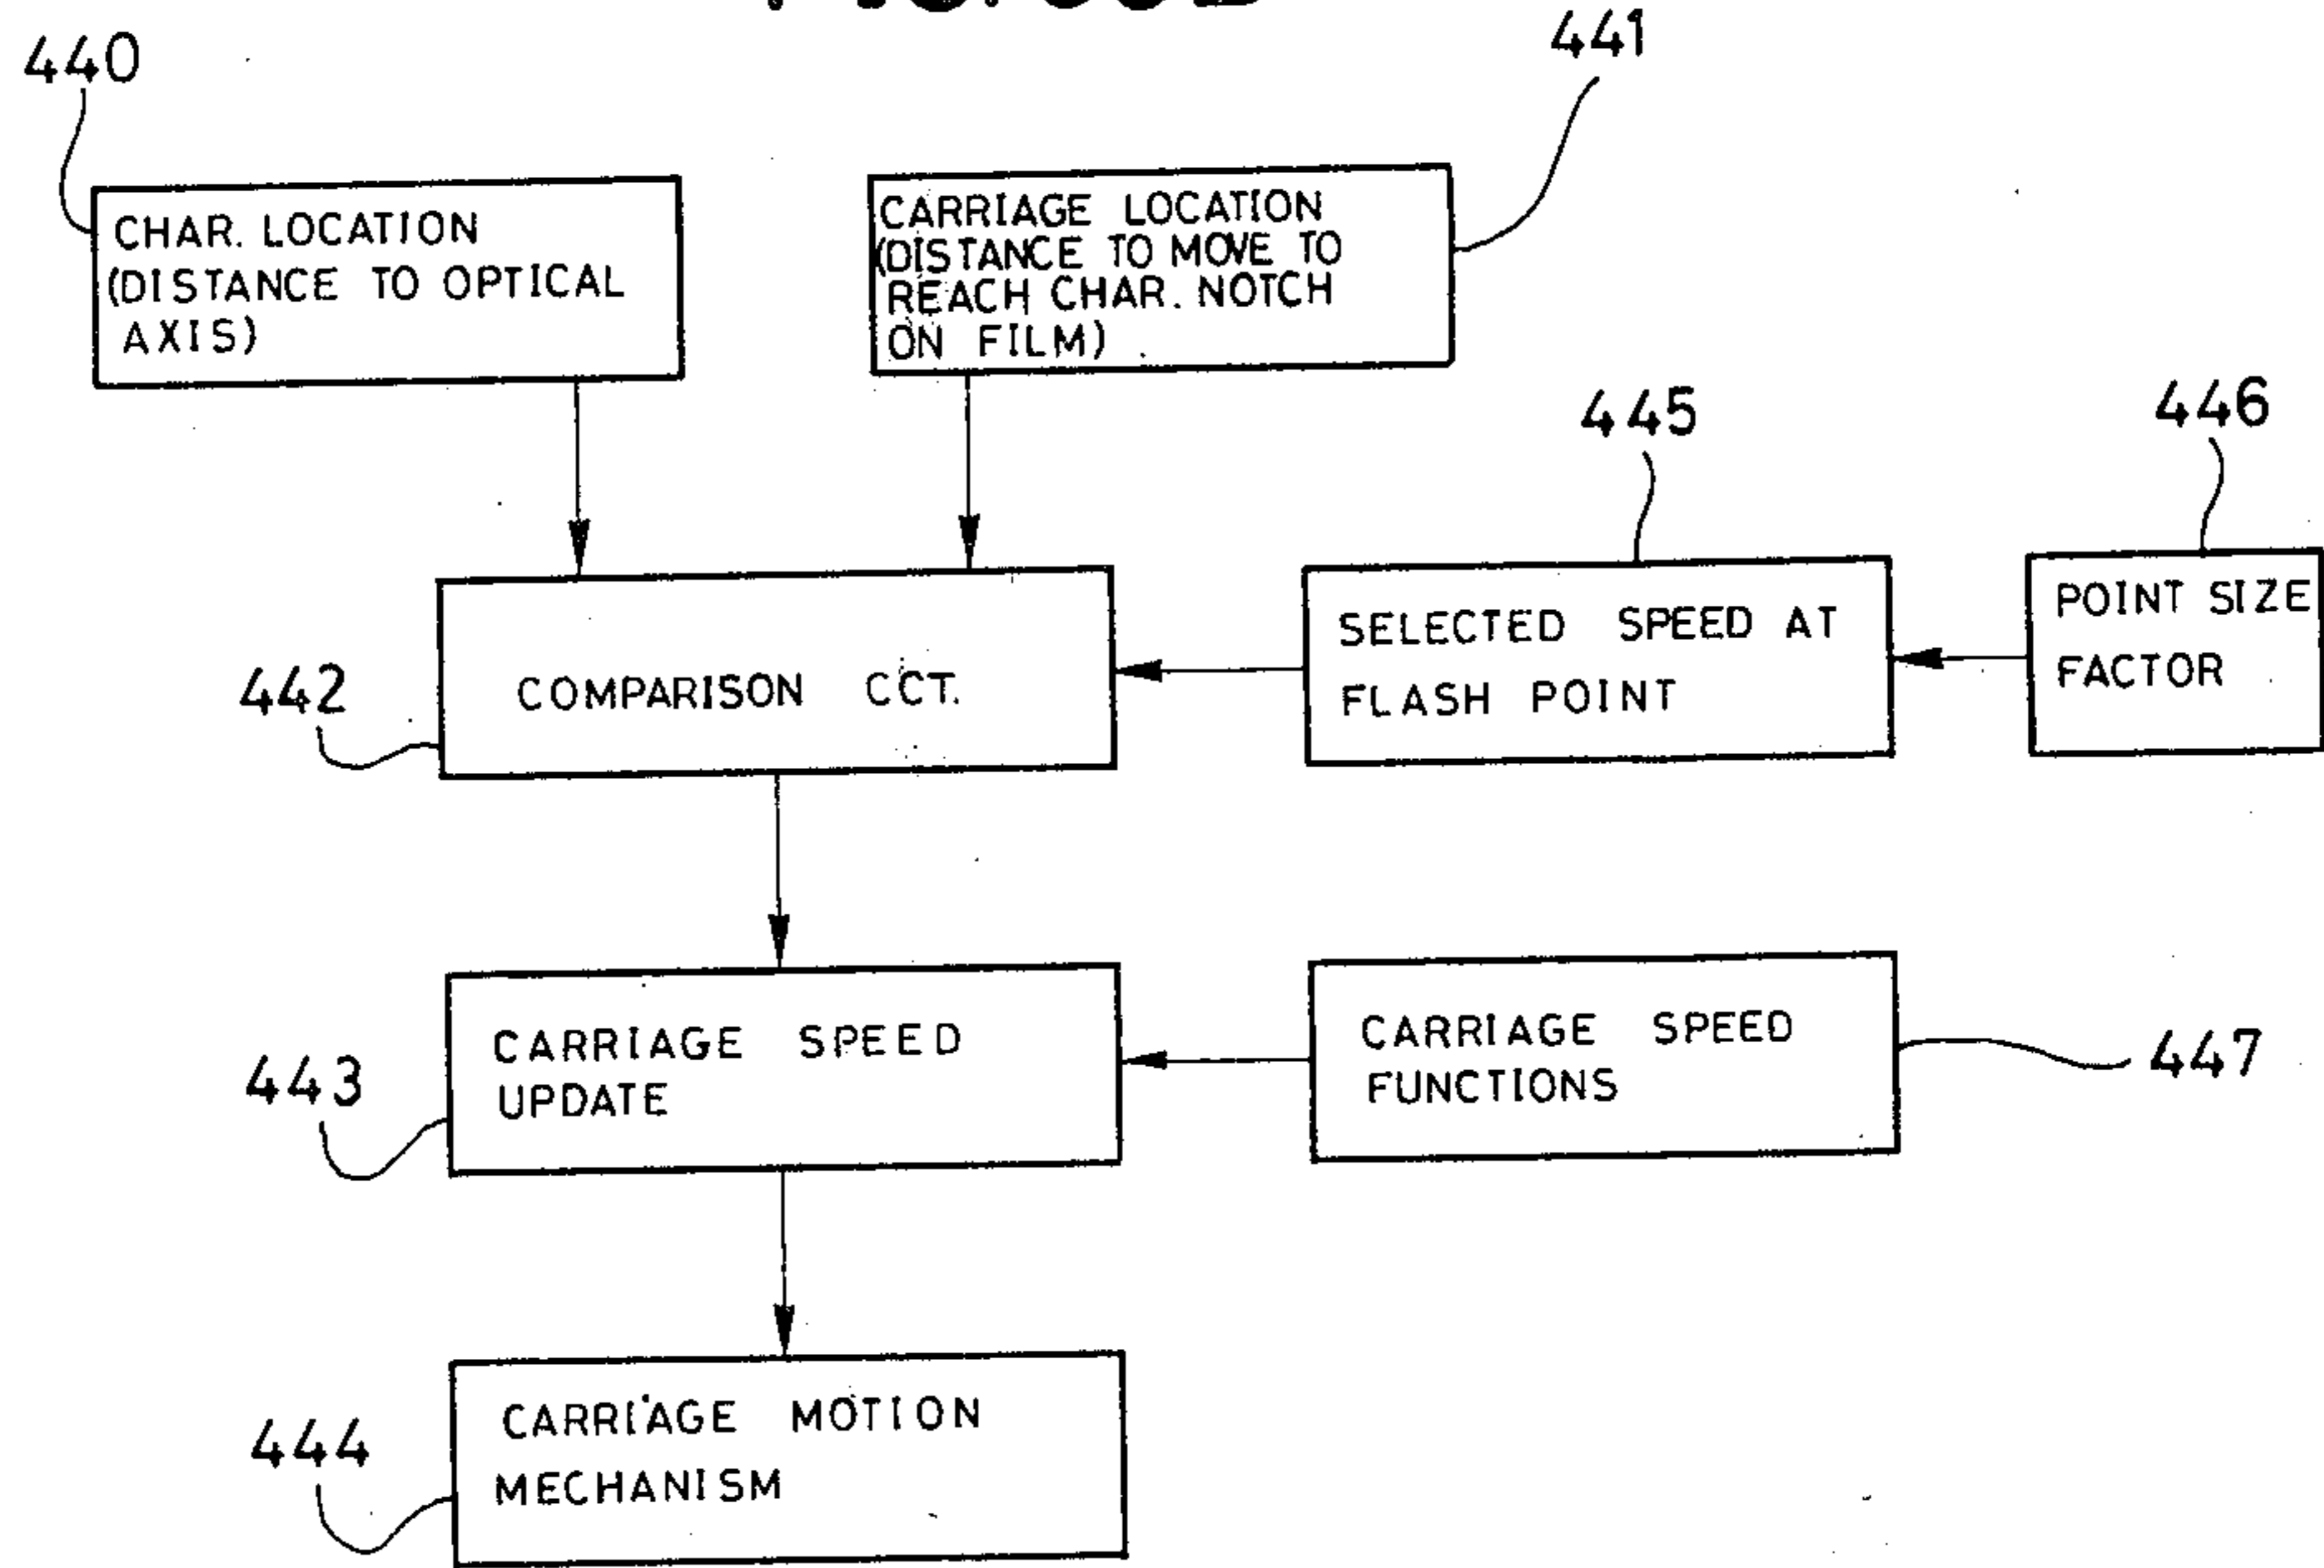 440
441
CHAR. LOCATION
(DISTANCE TO OPTICAL
AXIS)
CARRIAGE LOCATION
(DISTANCE TO MOVE TO
REACH CHAR. NOTCH
ON FILM)
445
446
442
COMPARISON CCT.
SELECTED SPEED AT
FLASH POINT
POINT SIZE
FACTOR
443
CARRIAGE SPEED
UPDATE
CARRIAGE SPEED
FUNCTIONS
447
444
CARRIAGE MOTION
MECHANISM